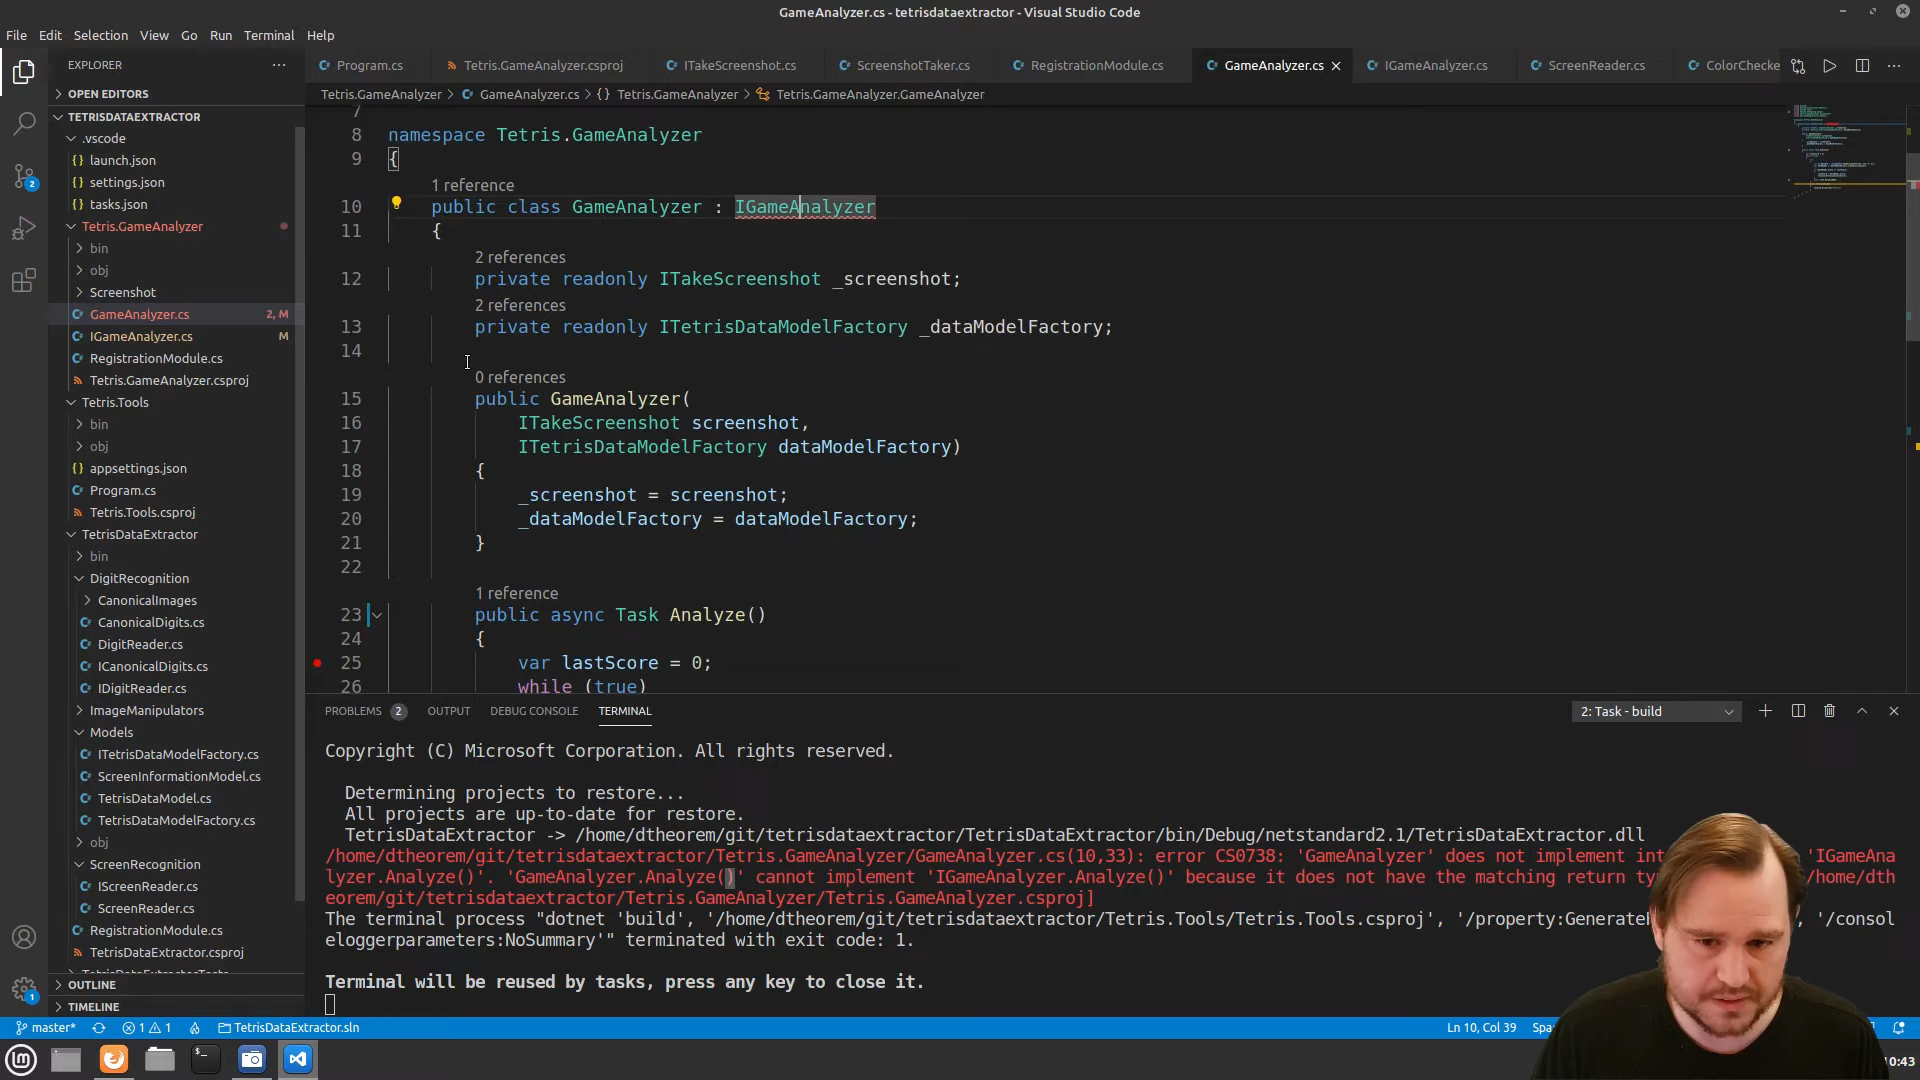 GameAnalyzer.cs - tetrisdataextractor - Visual Studio Code
File Edit Selection View Go Run Terminal Help
EXPLORER
Program.cs Tetris.GameAnalyzer.csproj ITakeScreenshot.cs ScreenshotTaker.cs RegistrationModule.cs GameAnalyzer.cs IGameAnalyzer.cs ScreenReader.cs ColorChecke
Tetris.GameAnalyzer > GameAnalyzer.cs > {} Tetris.GameAnalyzer > Tetris.GameAnalyzer.GameAnalyzer
OPEN EDITORS
TETRISDATAEXTRACTOR
.vscode
launch.json
settings.json
tasks.json
Tetris.GameAnalyzer
bin
obj
Screenshot
GameAnalyzer.cs 2, M
IGameAnalyzer.cs M
RegistrationModule.cs
Tetris.GameAnalyzer.csproj
Tetris.Tools
bin
obj
appsettings.json
Program.cs
Tetris.Tools.csproj
TetrisDataExtractor
bin
DigitRecognition
CanonicalImages
CanonicalDigits.cs
DigitReader.cs
ICanonicalDigits.cs
IDigitReader.cs
ImageManipulators
Models
ITetrisDataModelFactory.cs
ScreenInformationModel.cs
TetrisDataModel.cs
TetrisDataModelFactory.cs
obj
ScreenRecognition
IScreenReader.cs
ScreenReader.cs
RegistrationModule.cs
TetrisDataExtractor.csproj
OUTLINE
TIMELINE
7
8 namespace Tetris.GameAnalyzer
9 {
1 reference
10 public class GameAnalyzer : IGameAnalyzer
11 {
2 references
12 private readonly ITakeScreenshot _screenshot;
2 references
13 private readonly ITetrisDataModelFactory _dataModelFactory;
14
0 references
15 public GameAnalyzer(
16 ITakeScreenshot screenshot,
17 ITetrisDataModelFactory dataModelFactory)
18 {
19 _screenshot = screenshot;
20 _dataModelFactory = dataModelFactory;
21 }
22
1 reference
23 public async Task Analyze()
24 {
25 var lastScore = 0;
26 while (true)
PROBLEMS 2 OUTPUT DEBUG CONSOLE TERMINAL 2: Task - build
Copyright (C) Microsoft Corporation. All rights reserved.
Determining projects to restore...
All projects are up-to-date for restore.
TetrisDataExtractor -> /home/dtheorem/git/tetrisdataextractor/TetrisDataExtractor/bin/Debug/netstandard2.1/TetrisDataExtractor.dll
/home/dtheorem/git/tetrisdataextractor/Tetris.GameAnalyzer/GameAnalyzer.cs(10,33): error CS0738: 'GameAnalyzer' does not implement int 'IGameAna
lyzer.Analyze()'. 'GameAnalyzer.Analyze()' cannot implement 'IGameAnalyzer.Analyze()' because it does not have the matching return ty /home/dth
eorem/git/tetrisdataextractor/Tetris.GameAnalyzer/Tetris.GameAnalyzer.csproj]
The terminal process "dotnet 'build', '/home/dtheorem/git/tetrisdataextractor/Tetris.Tools/Tetris.Tools.csproj', '/property:Generate , '/consol
eloggerparameters:NoSummary'" terminated with exit code: 1.
Terminal will be reused by tasks, press any key to close it.
master* 1 1 TetrisDataExtractor.sln Ln 10, Col 39
2
1
0:43